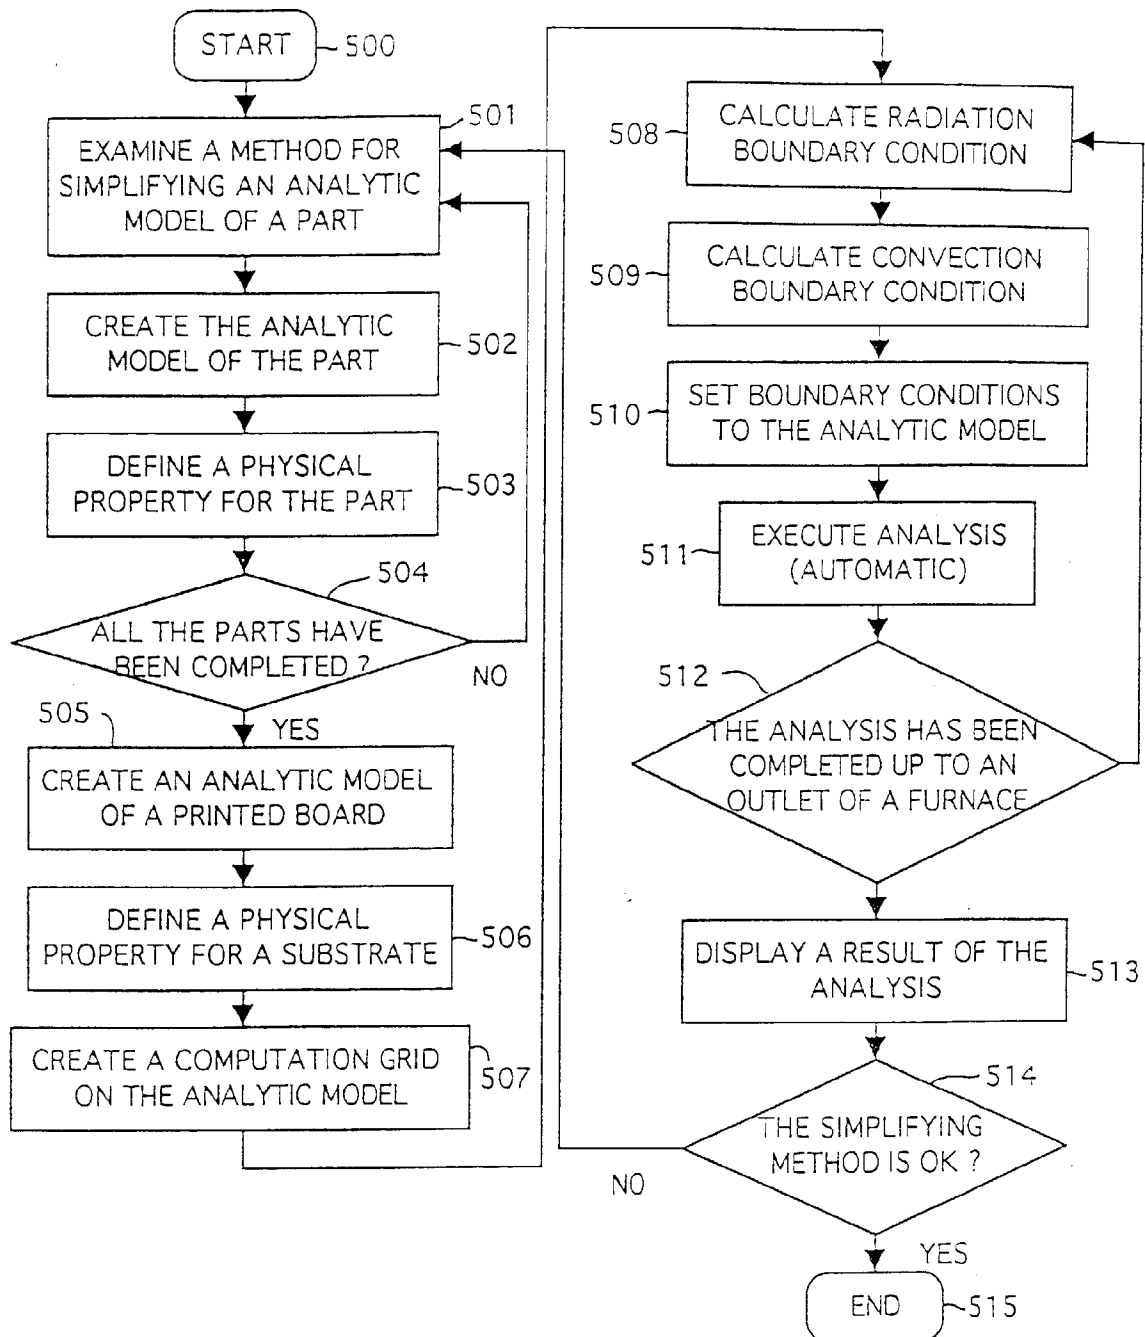 START
500
501
EXAMINE A METHOD FOR
SIMPLIFYING AN ANALYTIC
MODEL OF A PART
CREATE THE ANALYTIC
MODEL OF THE PART
502
DEFINE A PHYSICAL
PROPERTY FOR THE PART
503
504
ALL THE PARTS HAVE
BEEN COMPLETED ?
NO
YES
505
CREATE AN ANALYTIC MODEL
OF A PRINTED BOARD
DEFINE A PHYSICAL
PROPERTY FOR A SUBSTRATE
506
CREATE A COMPUTATION GRID
ON THE ANALYTIC MODEL
507
508
CALCULATE RADIATION
BOUNDARY CONDITION
509
CALCULATE CONVECTION
BOUNDARY CONDITION
510
SET BOUNDARY CONDITIONS
TO THE ANALYTIC MODEL
511
EXECUTE ANALYSIS
(AUTOMATIC)
512
THE ANALYSIS HAS BEEN
COMPLETED UP TO AN
OUTLET OF A FURNACE
DISPLAY A RESULT OF THE
ANALYSIS
513
514
THE SIMPLIFYING
METHOD IS OK ?
NO
YES
END
515